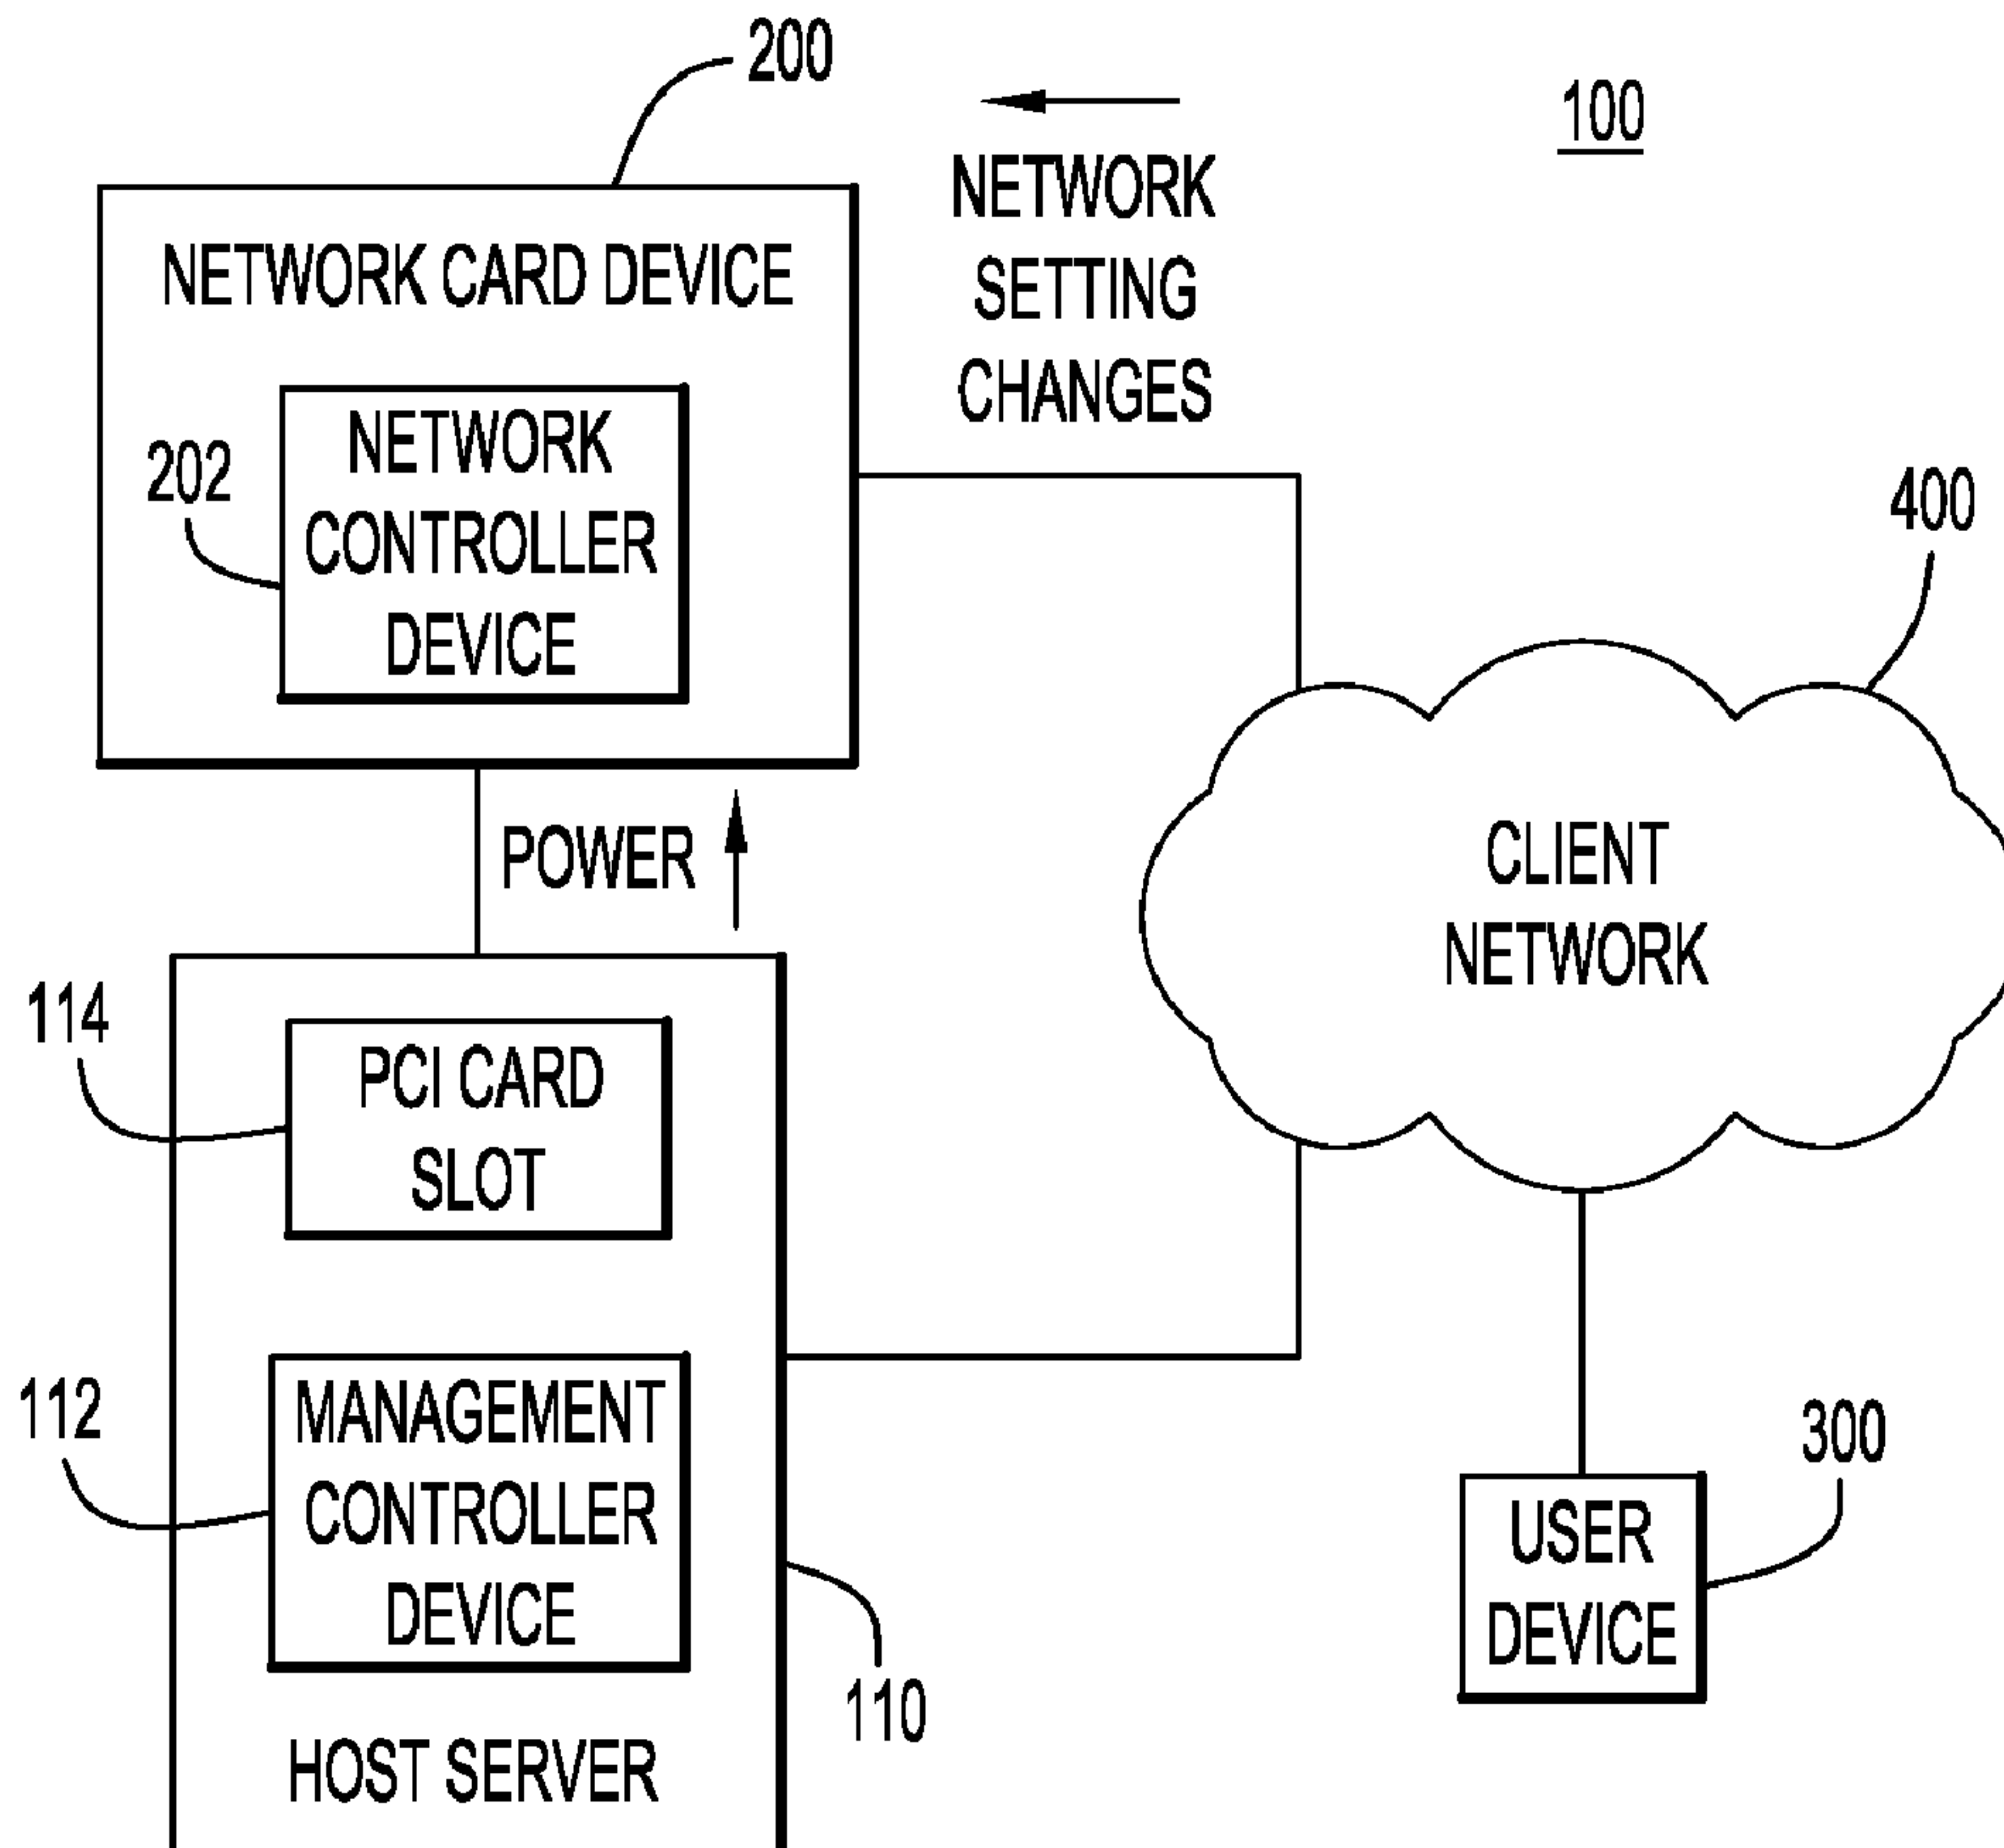 200
100
NETWORK
SETTING
CHANGES
NETWORK CARD DEVICE
NETWORK
CONTROLLER
DEVICE
202
400
CLIENT
NETWORK
POWER
114
PCI CARD
SLOT
112
MANAGEMENT
CONTROLLER
DEVICE
110
HOST SERVER
300
USER
DEVICE